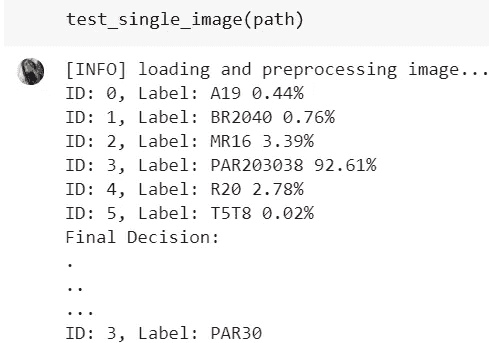 test_single_image(path)
[INFO] loading and preprocessing image...
ID: 0, Label: A19 0.44%
ID: 1, Label: BR2040 0.76%
ID: 2, Label: MR16 3.39%
ID: 3, Label: PAR203038 92.61%
ID: 4, Label: R20 2.78%
ID: 5, Label: T5T8 0.02%
Final Decision:
.
..
...
ID: 3, Label: PAR30